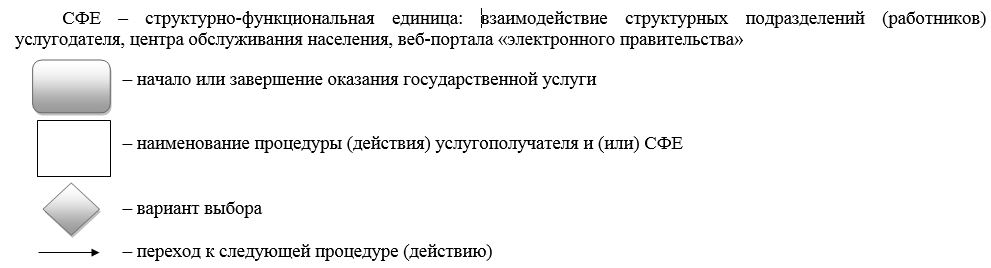 СФЕ – структурно-функциональная единица: взаимодействие структурных подразделений (работников)
услугодателя, центра обслуживания населения, веб-портала «электронного правительства»
– начало или завершение оказания государственной услуги
– наименование процедуры (действия) услугополучателя и (или) СФЕ
– вариант выбора
– переход к следующей процедуре (действию)